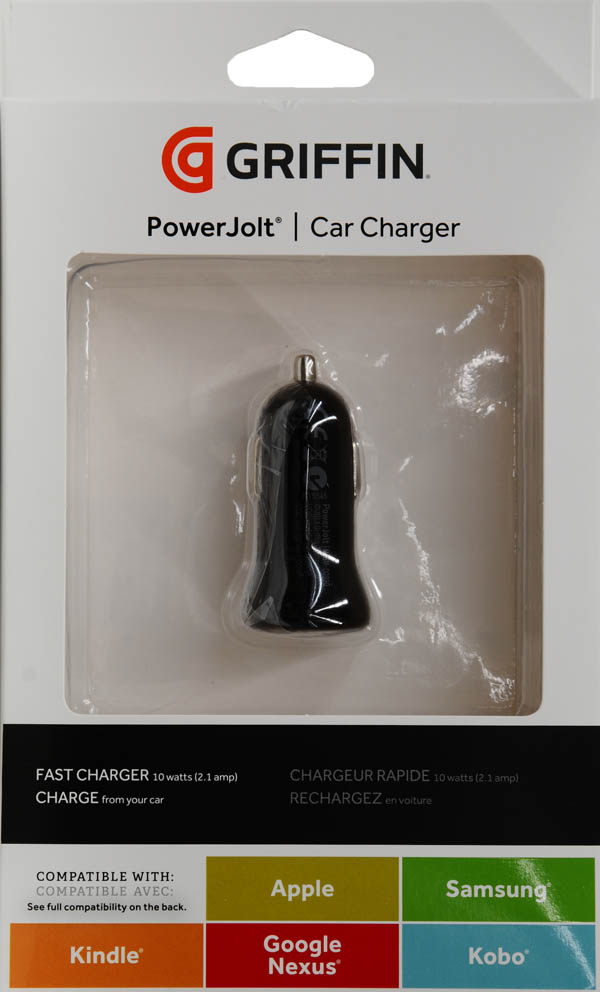 GRIFFIN
PowerJolt® | Car Charger
PowerJolt
FAST CHARGER 10 watts (2.1 amp)
CHARGE from your car
CHARGEUR RAPIDE 10 watts (2.1 amp)
RECHARGEZ en voiture
COMPATIBLE WITH:
COMPATIBLE AVEC:
See full compatibility on the back.
Apple
Samsung®
Kindle®
Google
Nexus®
Kobo®